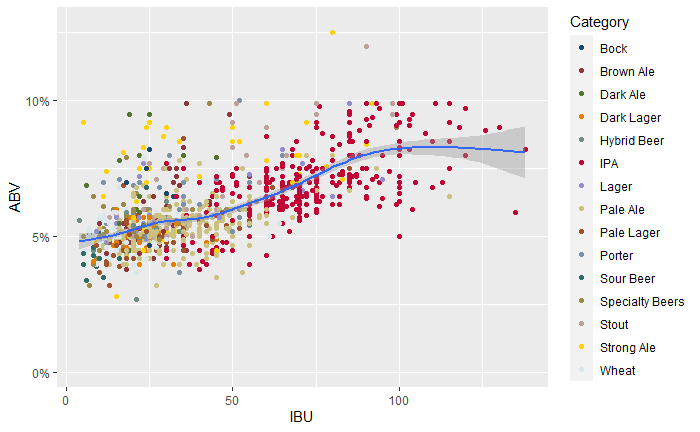 Category
Bock
Brown Ale
Dark Ale
Dark Lager
Hybrid Beer
IPA
Lager
Pale Ale
Pale Lager
Porter
Sour Beer
Specialty Beers
Stout
Strong Ale
Wheat
ABV
10%
5%
0%
0 50 100
IBU